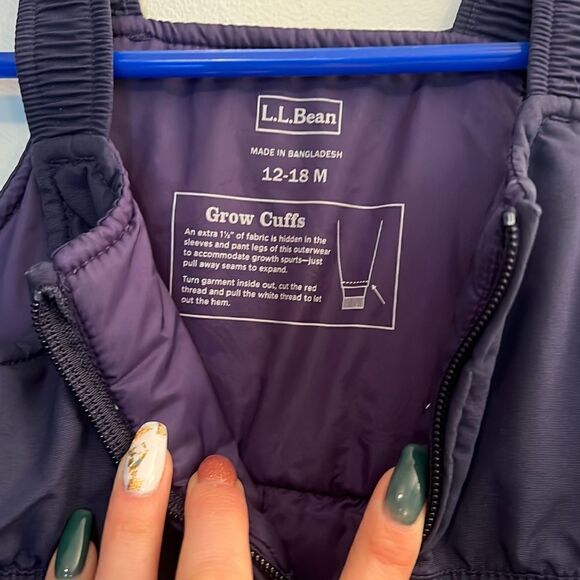 L.L.Bean
MADE IN BANGLADESH
12-18 M
Grow Cuffs
An extra 1½" of fabric is hidden in the
sleeves and pant legs of this outerwear
to accommodate growth spurts—just
pull away seams to expand.
Turn garment inside out, cut the red
thread and pull the white thread to let
out the hem.